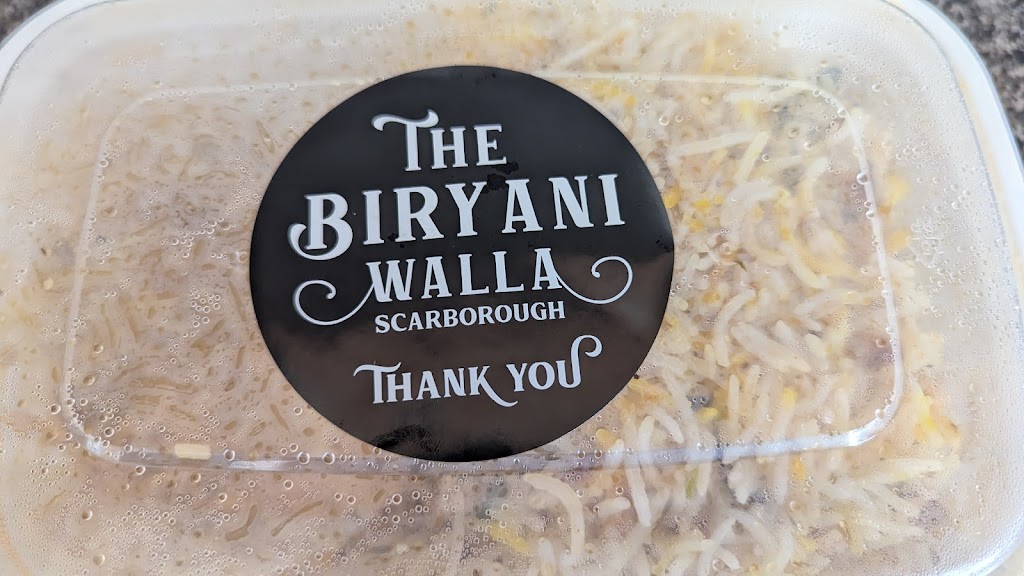 THE
BIRYANI
WALLA
SCARBOROUGH
THANK YOU